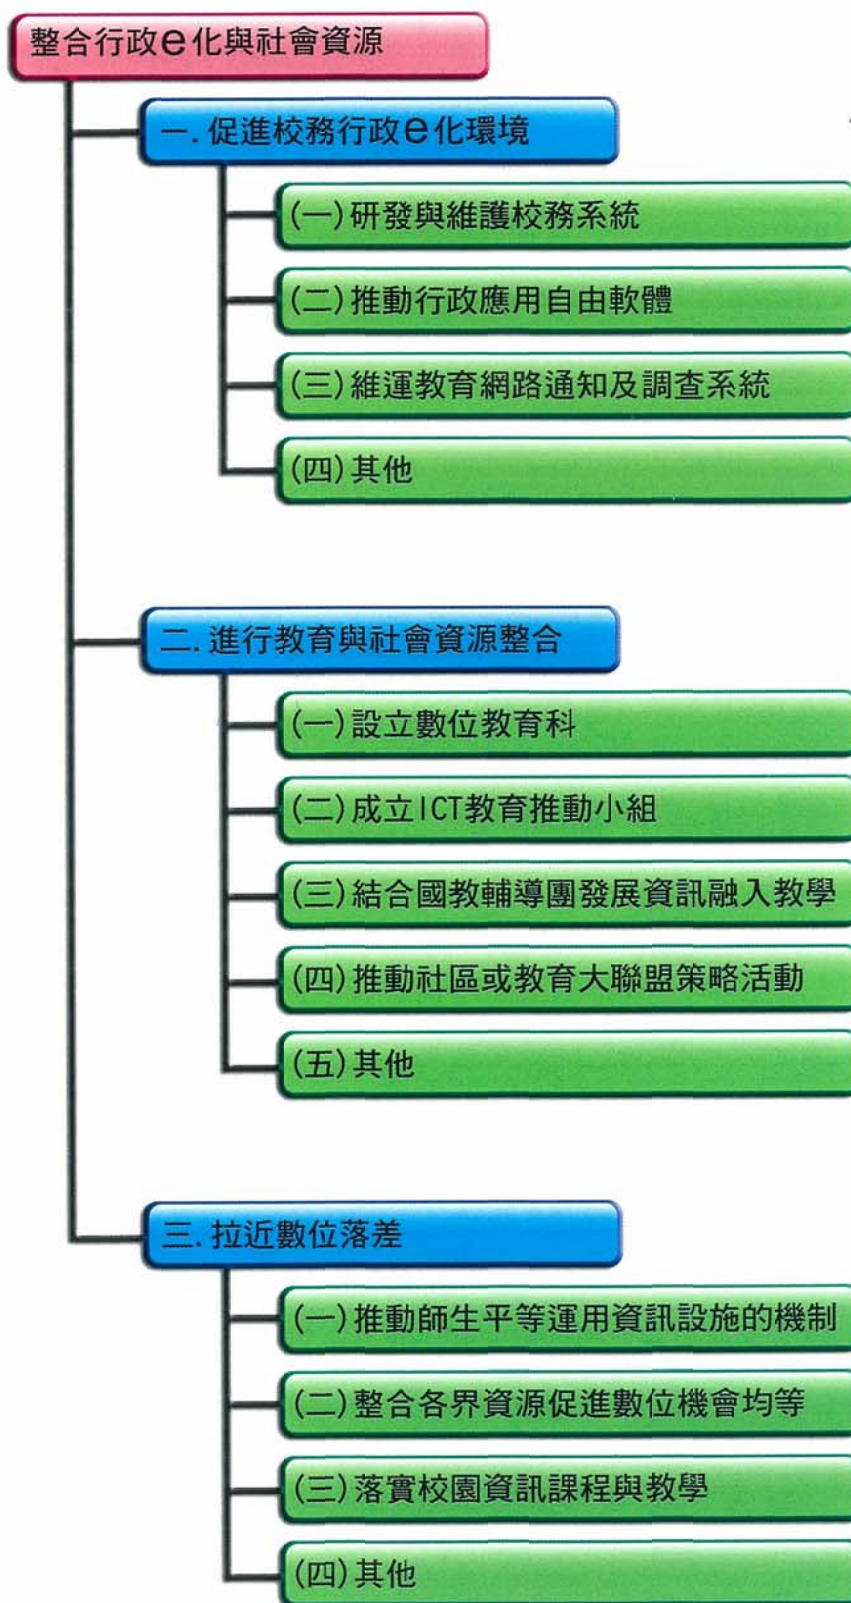 整合行政e化與社會資源
一.促進校務行政e化環境
(一)研發與維護校務系統
(二)推動行政應用自由軟體
(三)維運教育網路通知及調查系統
(四)其他
二.進行教育與社會資源整合
(一)設立數位教育科
(二)成立ICT教育推動小組
(三)結合國教輔導團發展資訊融入教學
(四)推動社區或教育大聯盟策略活動
(五)其他
三.拉近數位落差
(一)推動師生平等運用資訊設施的機制
(二)整合各界資源促進數位機會均等
(三)落實校園資訊課程與教學
(四)其他